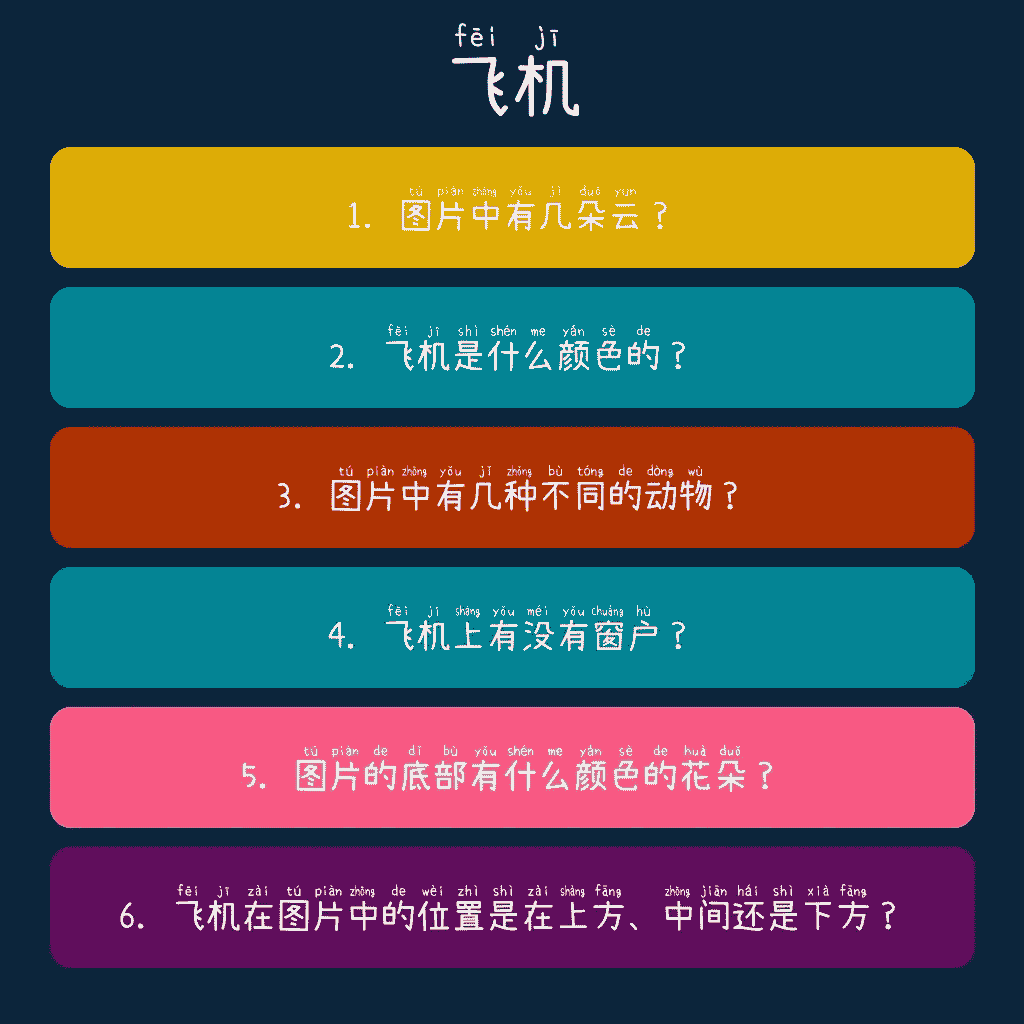 fēi jī
飞机
tú piàn zhōng yǒu jǐ duǒ yún
1. 图片中有几朵云？
fēi jī shì shén me yán sè de
2. 飞机是什么颜色的？
tú piàn zhōng yǒu jǐ zhǒng bù tóng de dòng wù
3. 图片中有几种不同的动物？
fēi jī shàng yǒu méi yǒu chuāng hù
4. 飞机上有没有窗户？
tú piàn de dǐ bù yǒu shén me yán sè de huā duǒ
5. 图片的底部有什么颜色的花朵？
fēi jī zài tú piàn zhōng de wèi zhì shì zài shàng fāng zhōng jiān hái shì xià fāng
6. 飞机在图片中的位置是在上方、中间还是下方？